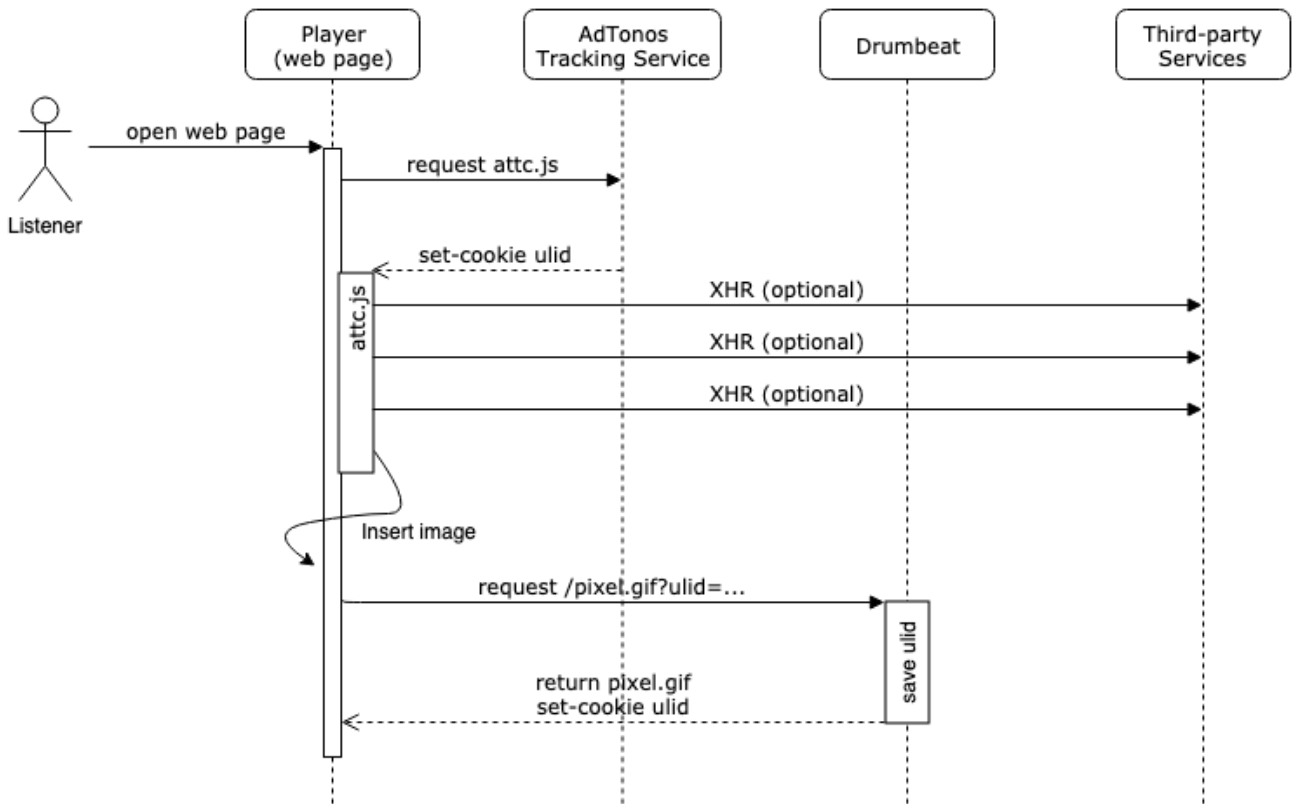 Player
(web page)
AdTonos
Tracking Service
Drumbeat
Third-party
Services
open web page
Listener
request attc.js
set-cookie ulid
attc.js
XHR (optional)
XHR (optional)
XHR (optional)
Insert image
request /pixel.gif?ulid=...
save ulid
return pixel.gif
set-cookie ulid